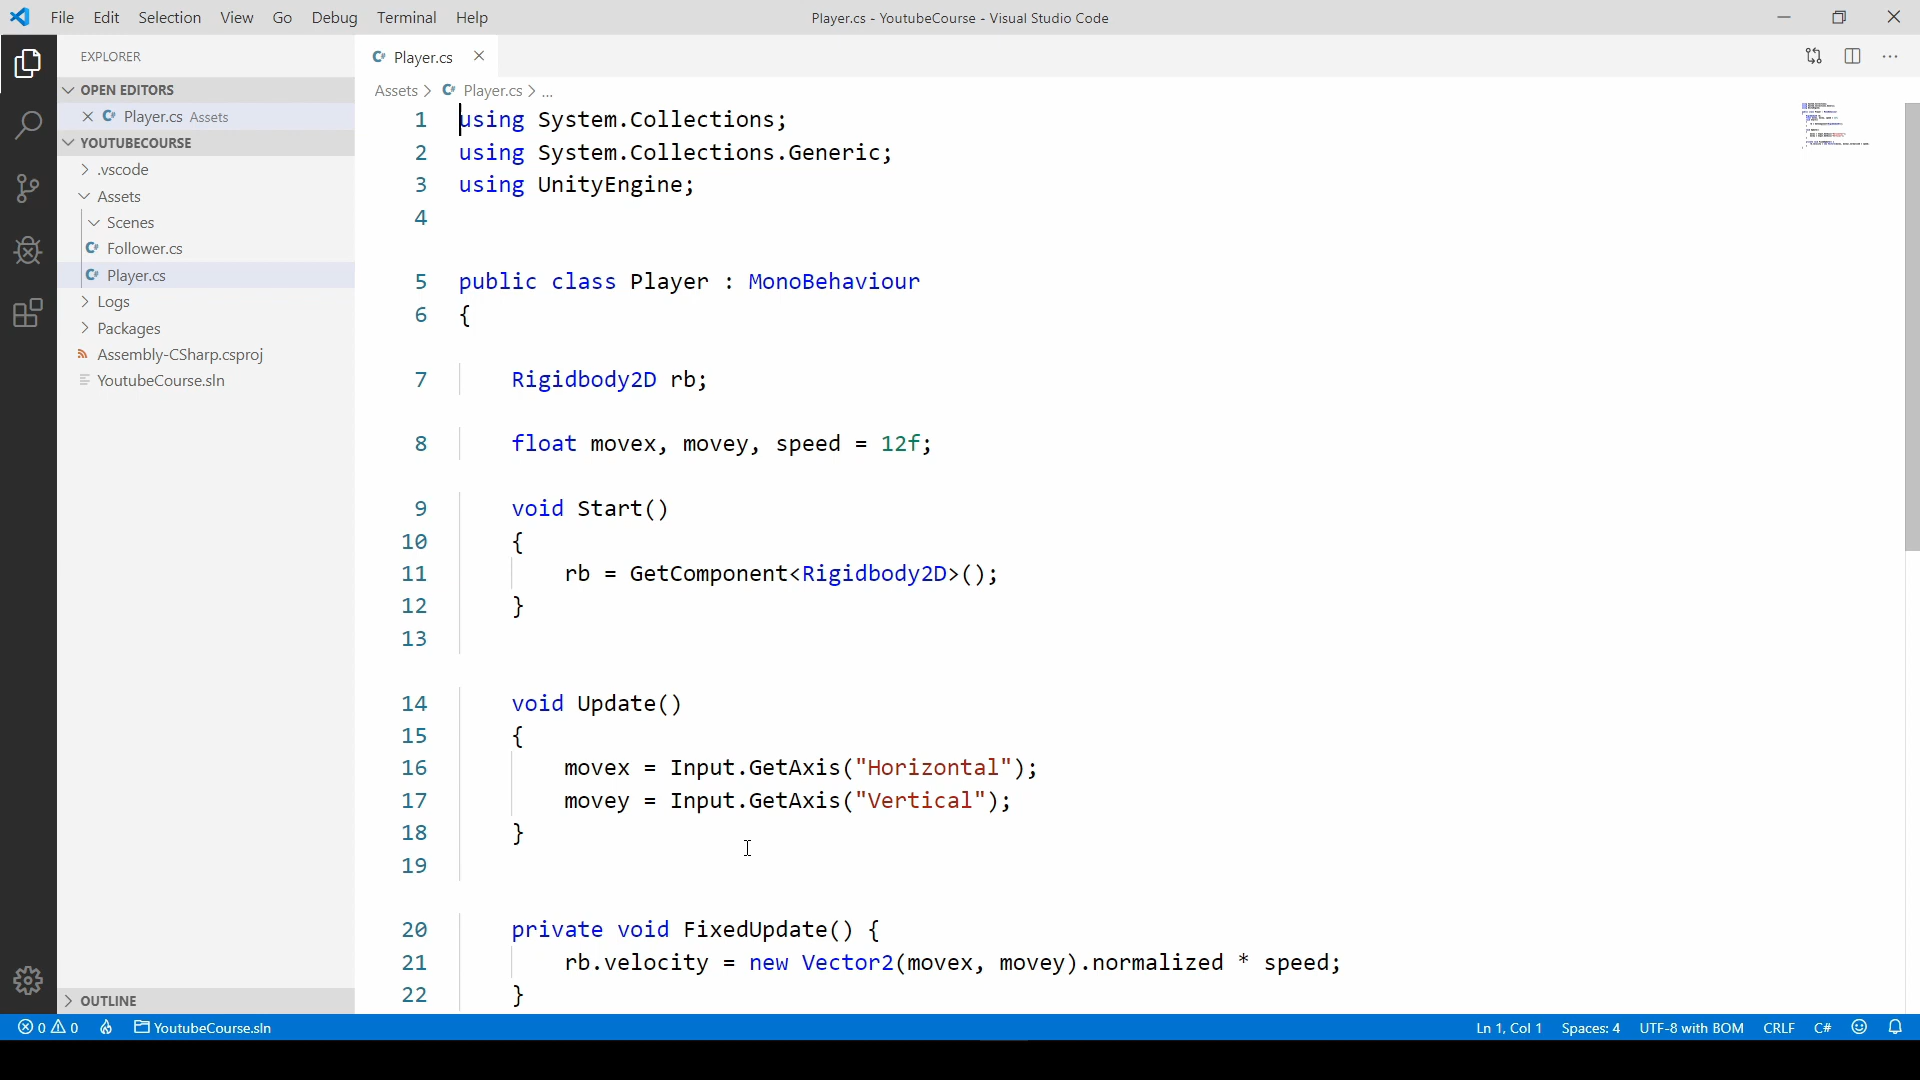 File Edit Selection View Go Debug Terminal Help
Player.cs - YoutubeCourse - Visual Studio Code
EXPLORER
OPEN EDITORS
Player.cs Assets
YOUTUBECOURSE
.vscode
Assets
Scenes
Follower.cs
Player.cs
Logs
Packages
Assembly-CSharp.csproj
YoutubeCourse.sln
OUTLINE
Player.cs
Assets > Player.cs > ...
1 using System.Collections;
2 using System.Collections.Generic;
3 using UnityEngine;
4
5 public class Player : MonoBehaviour
6 {
7 Rigidbody2D rb;
8 float movex, movey, speed = 12f;
9 void Start()
10 {
11 rb = GetComponent<Rigidbody2D>();
12 }
13
14 void Update()
15 {
16 movex = Input.GetAxis("Horizontal");
17 movey = Input.GetAxis("Vertical");
18 }
19
20 private void FixedUpdate() {
21 rb.velocity = new Vector2(movex, movey).normalized * speed;
22 }
0 0 YoutubeCourse.sln
Ln 1, Col 1 Spaces: 4 UTF-8 with BOM CRLF C#